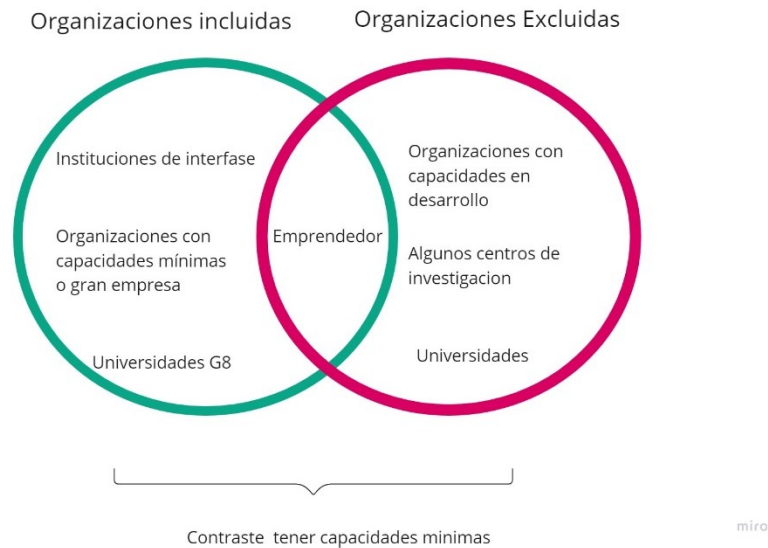 Organizaciones incluidas
Organizaciones Excluidas
Instituciones de interfase
Organizaciones con
capacidades mínimas
o gran empresa
Universidades G8
Emprendedor
Organizaciones con
capacidades en
desarrollo
Algunos centros de
investigacion
Universidades
Contraste tener capacidades minimas
miro